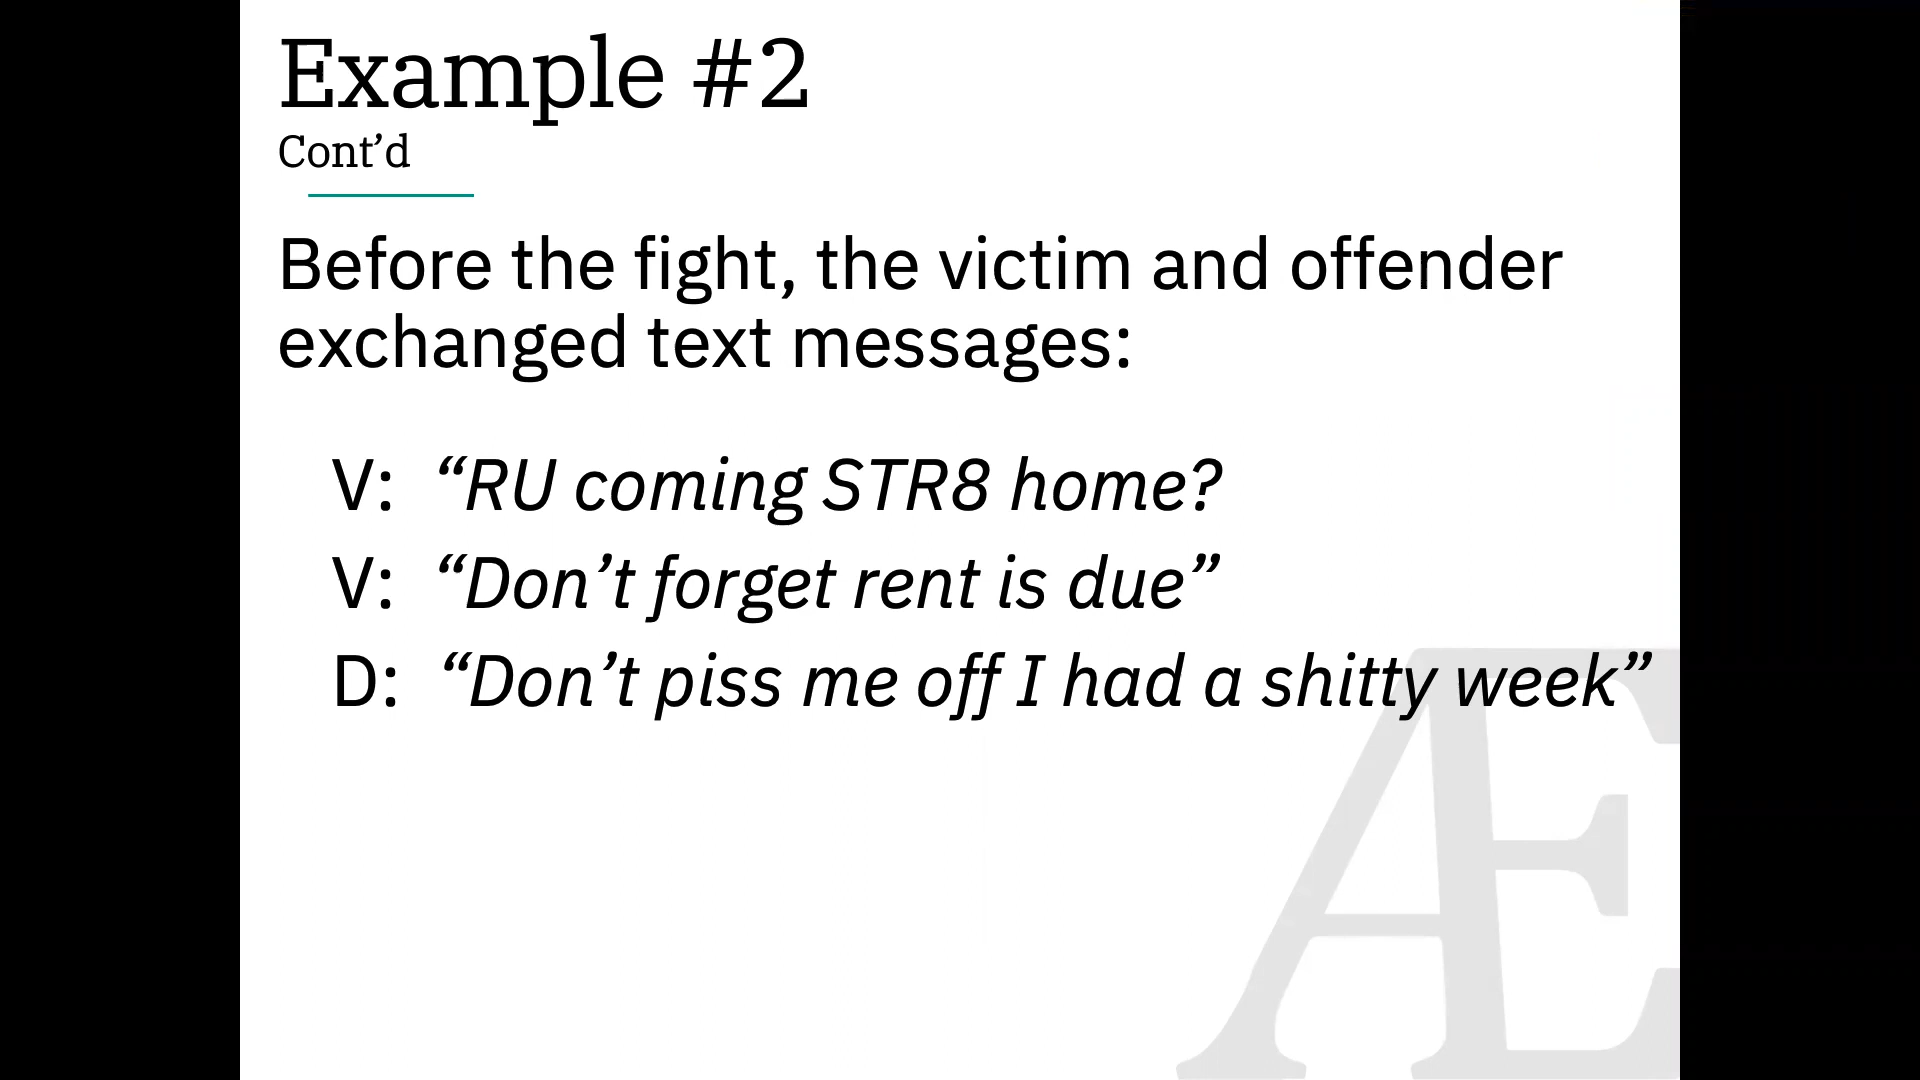 Example #2
Cont’d
Before the fight, the victim and offender
exchanged text messages:
V: “RU coming STR8 home?
V: “Don’t forget rent is due”
D: “Don’t piss me off I had a shitty week”
Æ